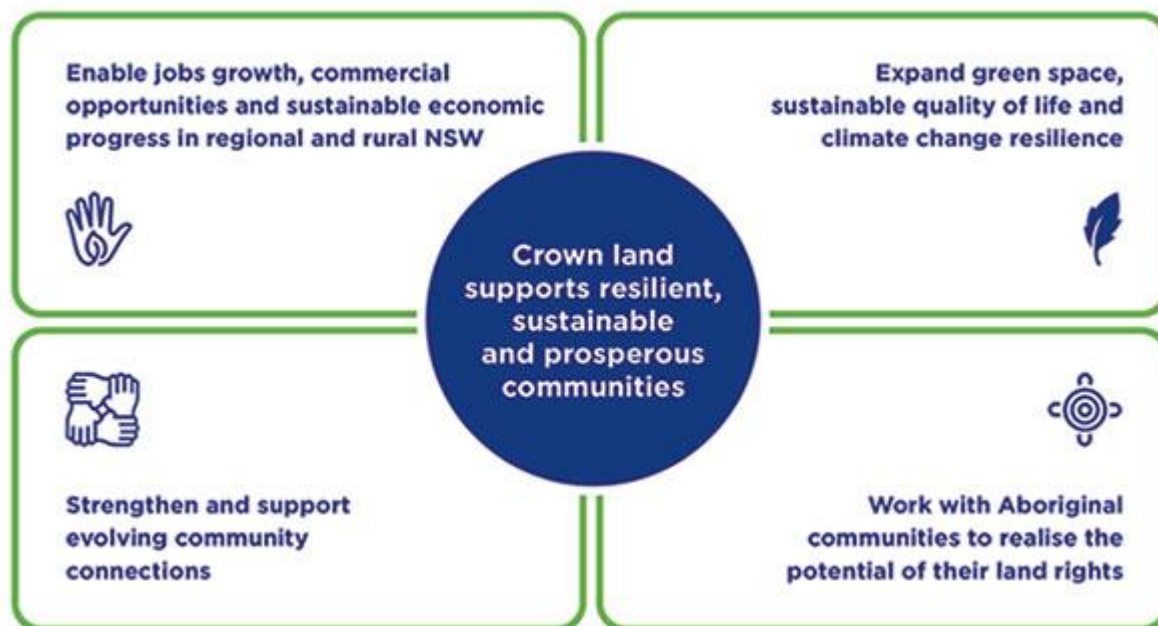 Enable jobs growth, commercial
opportunities and sustainable economic
progress in regional and rural NSW
Expand green space,
sustainable quality of life and
climate change resilience
Crown land
supports resilient,
sustainable
and prosperous
communities
Strengthen and support
evolving community
connections
Work with Aboriginal
communities to realise the
potential of their land rights